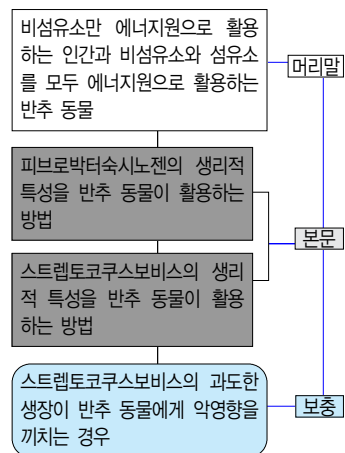 비섬유소만 에너지원으로 활용
하는 인간과 비섬유소와 섬유소
를 모두 에너지원으로 활용하는
반추 동물
머리말
피브로박터숙시노젠의 생리적
특성을 반추 동물이 활용하는
방법
본문
스트렙토코쿠스보비스의 생리
적 특성을 반추 동물이 활용
하는 방법
스트렙토코쿠스보비스의 과도한
생장이 반추 동물에게 악영향을
끼치는 경우
보충